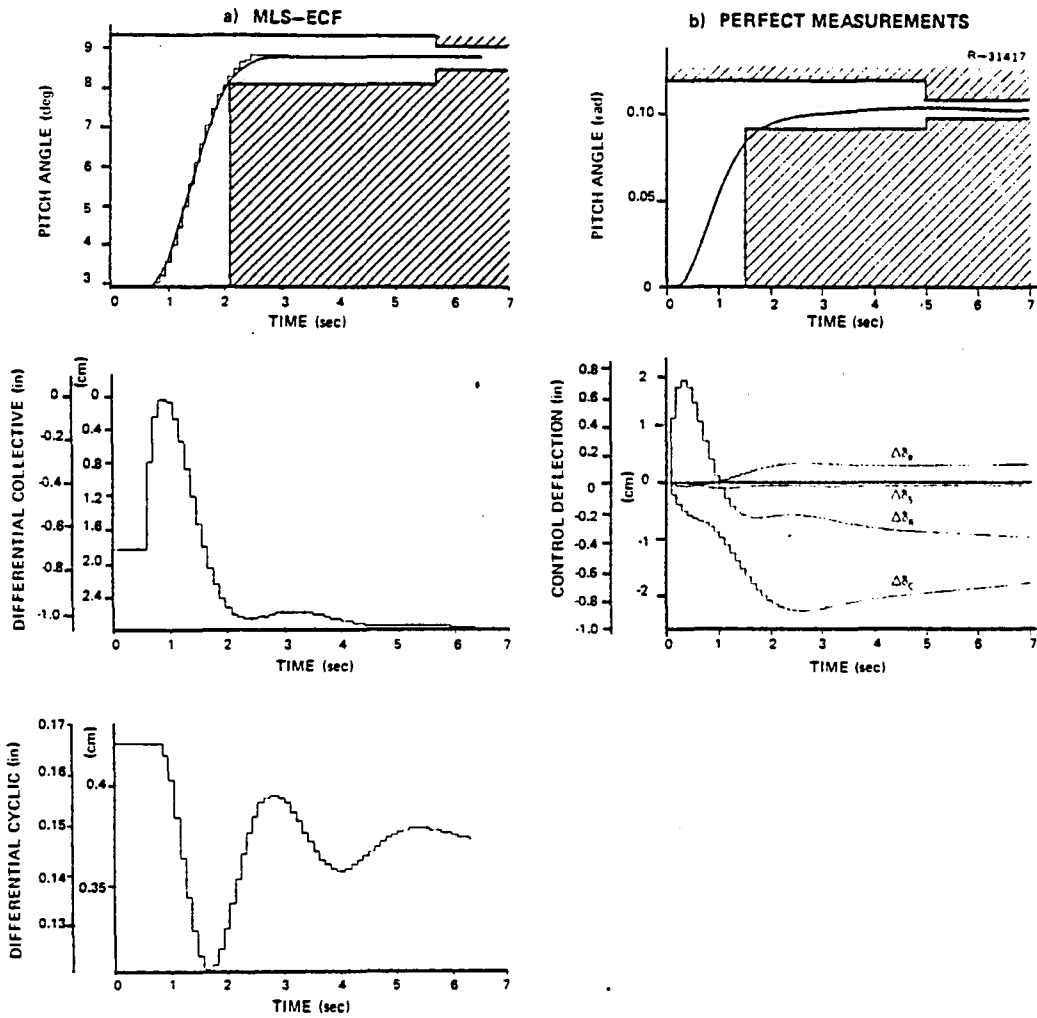 a) MLS-ECF
b) PERFECT MEASUREMENTS
R-31417
PITCH ANGLE (deg)
9
8
7
6
5
4
3
0 1 2 3 4 5 6 7
TIME (sec)
PITCH ANGLE (rad)
0.10
0.05
0
0 1 2 3 4 5 6 7
TIME (sec)
DIFFERENTIAL COLLECTIVE (in)
0
-0.2
-0.4
-0.6
-0.8
-1.0
(cm)
0
0.4
0.8
1.2
1.6
2.0
2.4
0 1 2 3 4 5 6 7
TIME (sec)
CONTROL DEFLECTION (in)
0.8
0.6
0.4
0.2
0
-0.2
-0.4
-0.6
-0.8
-1.0
(cm)
2
1
0
-1
-2
ΔδS
ΔδC
0 1 2 3 4 5 6 7
TIME (sec)
DIFFERENTIAL CYCLIC (in)
0.17
0.16
0.15
0.14
0.13
(cm)
0.4
0.35
0 1 2 3 4 5 6 7
TIME (sec)